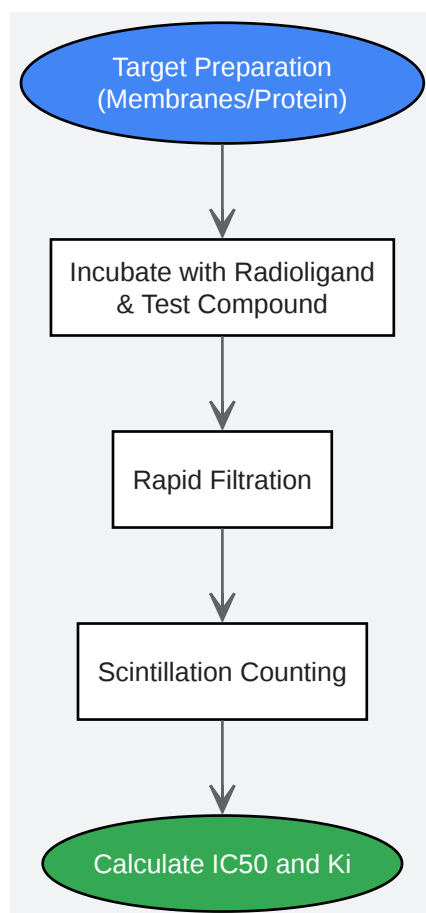 Target Preparation
(Membranes/Protein)
Incubate with Radioligand
& Test Compound
Rapid Filtration
Scintillation Counting
Calculate IC50 and Ki